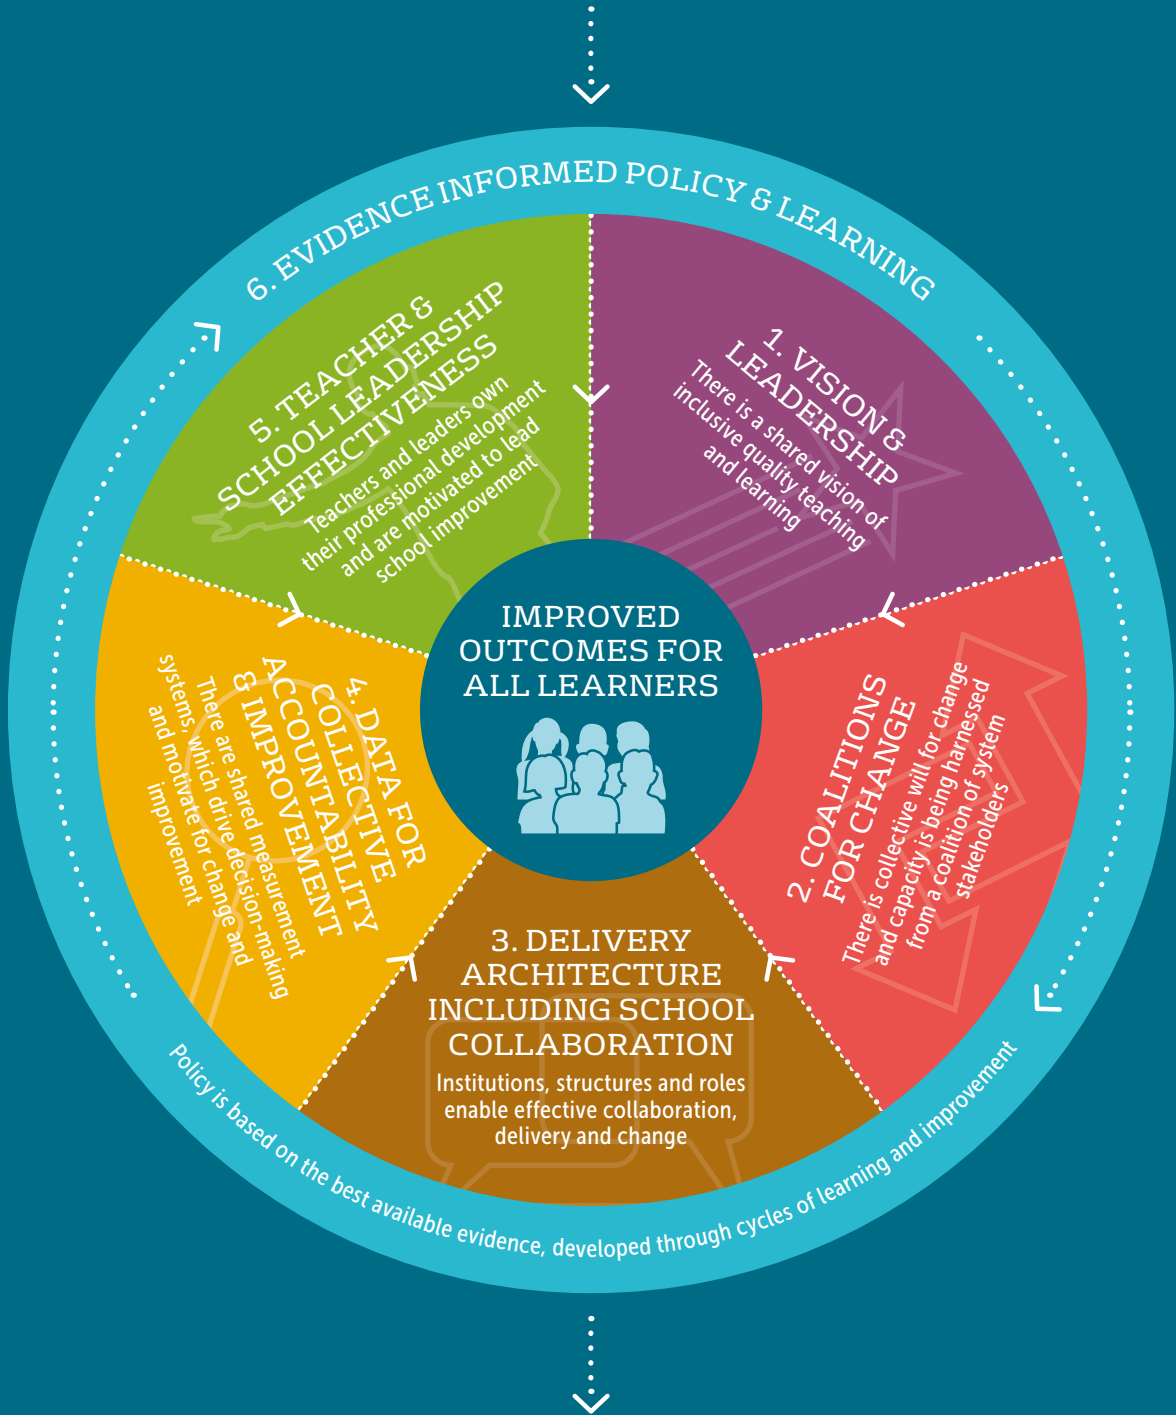 6. EVIDENCE INFORMED POLICY & LEARNING
1. VISION &
LEADERSHIP
There is a shared vision of
inclusive quality teaching
and learning
2. COALITIONS
FOR CHANGE
There is collective will for change
and capacity is being harnessed
from a coalition of system
stakeholders
3. DELIVERY
ARCHITECTURE
INCLUDING SCHOOL
COLLABORATION
Institutions, structures and roles
enable effective collaboration,
delivery and change
4. DATA FOR
COLLECTIVE
ACCOUNTABILITY
& IMPROVEMENT
There are shared measurement
systems, which drive decision-making
and motivate for change and
improvement
5. TEACHER &
SCHOOL LEADERSHIP
EFFECTIVENESS
Teachers and leaders own
their professional development
and are motivated to lead
school improvement
IMPROVED
OUTCOMES FOR
ALL LEARNERS
Policy is based on the best available evidence, developed through cycles of learning and improvement